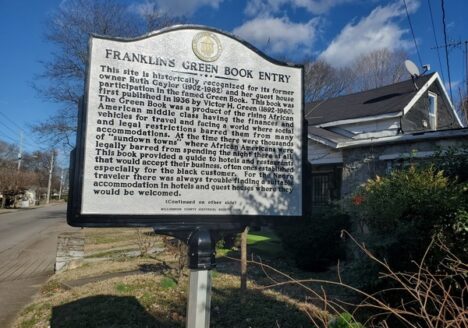 FRANKLIN'S GREEN BOOK ENTRY
This site is historically recognized for its former
owner Ruth Gaylor (1902-1982) and her guest house
participation in the famed Green Book. This book was
first published in 1936 by Victor H. Green (1892-1960).
The Green Book was a product of the rising African
American middle class having the financial and
vehicles for travel and facing a world where social
and legal restrictions barred them from many
accommodations. At the time there were thousands
of "sundown towns" where African Americans were
legally barred from spending the night there at all.
This book provided a guide to hotels and restaurants
that would accept their business, often ones established
especially for the black customer. For the Negro
traveler there was always trouble finding suitable
accommodation in hotels and guest houses where they
would be welcomed.
(Continued on other side)
WILLIAMSON COUNTY HISTORICAL SOCIETY